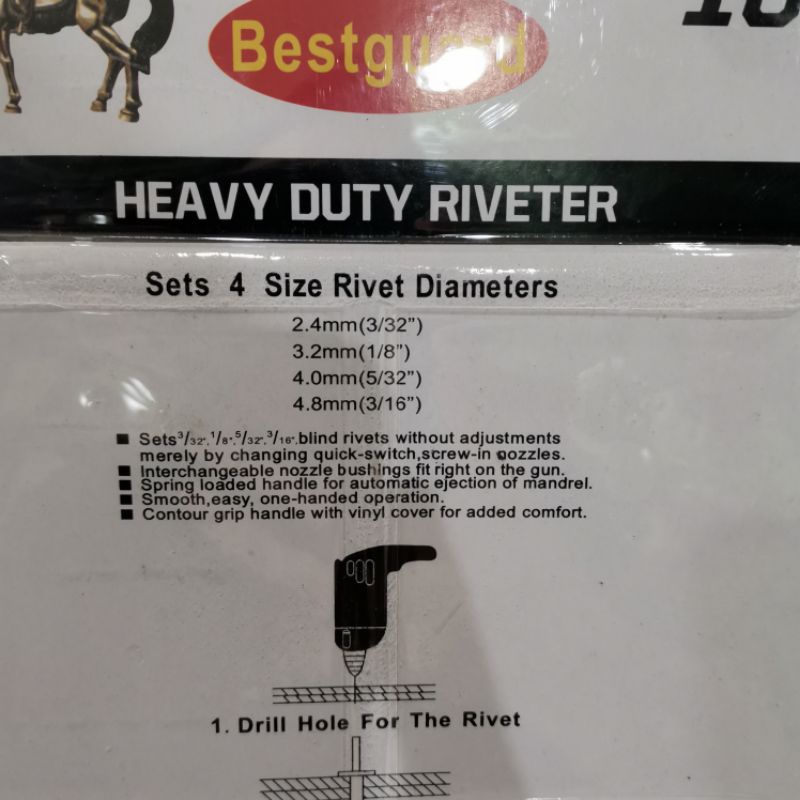 Bestguard
HEAVY DUTY RIVETER
Sets 4 Size Rivet Diameters
2.4mm(3/32”)
3.2mm(1/8”)
4.0mm(5/32”)
4.8mm(3/16”)
■ Sets3/32",1/8",5/32",3/16",blind rivets without adjustments
merely by changing quick-switch,screw-in nozzles.
■ Interchangeable nozzle bushings fit right on the gun.
■ Spring loaded handle for automatic ejection of mandrel.
■ Smooth,easy, one-handed operation.
■ Contour grip handle with vinyl cover for added comfort.
1. Drill Hole For The Rivet